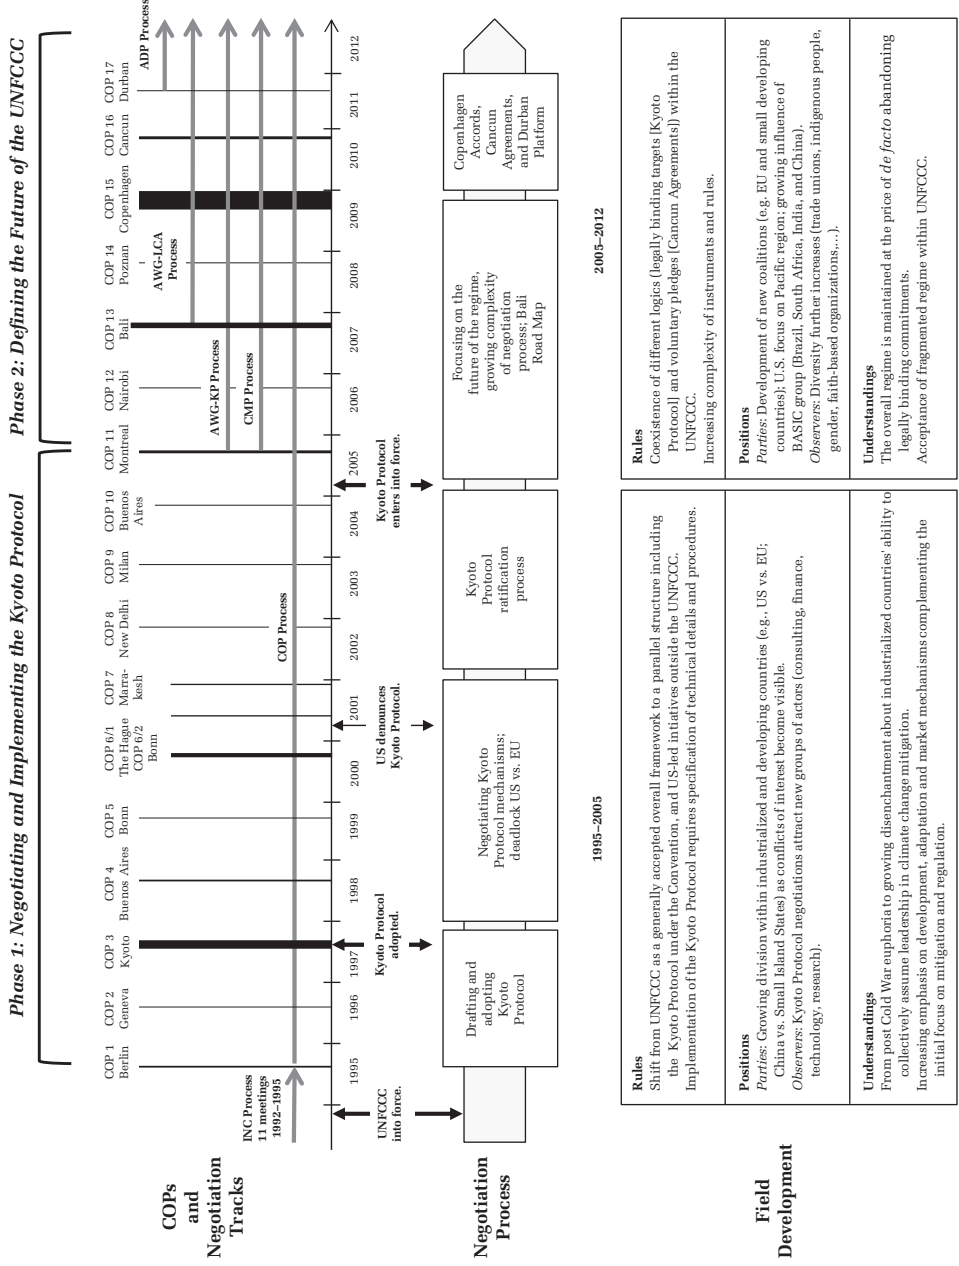 Phase 1: Negotiating and Implementing the Kyoto Protocol
Phase 2: Defining the Future of the UNFCCC
COPs
and
Negotiation
Tracks
COP 1
Berlin
COP 2
Geneva
COP 3
Kyoto
COP 4
Buenos Aires
COP 5
Bonn
COP 6/1
The Hague
COP 6/2
Bonn
COP 7
Marra-
kesh
COP 8
New Delhi
COP 9
Milan
COP 10
Buenos
Aires
COP 11
Montreal
COP 12
Nairobi
COP 13
Bali
COP 14
Poznan
COP 15
Copenhagen
COP 16
Cancun
COP 17
Durban
ADP Process
AWG-LCA
Process
AWG-KP Process
CMP Process
COP Process
INC Process
11 meetings
1992–1995
1995
1996
1997
1998
1999
2000
2001
2002
2003
2004
2005
2006
2007
2008
2009
2010
2011
2012
UNFCCC
into force.
Kyoto Protocol
adopted.
US denounces
Kyoto Protocol.
Kyoto Protocol
enters into force.
Negotiation
Process
Drafting and
adopting
Kyoto
Protocol
Negotiating Kyoto
Protocol mechanisms;
deadlock US vs. EU
Kyoto
Protocol
ratification
process
Focusing on the
future of the regime,
growing complexity
of negotiation
process; Bali
Road Map
Copenhagen
Accords,
Cancun
Agreements,
and Durban
Platform
Field
Development
1995–2005
Rules
Shift from UNFCCC as a generally accepted overall framework to a parallel structure including
the Kyoto Protocol under the Convention, and US-led intiatives outside the UNFCCC.
Implementation of the Kyoto Protocol requires specification of technical details and procedures.
Positions
Parties: Growing division within industrialized and developing countries (e.g., US vs. EU;
China vs. Small Island States) as conflicts of interest become visible.
Observers: Kyoto Protocol negotiations attract new groups of actors (consulting, finance,
technology, research).
Understandings
From post Cold War euphoria to growing disenchantment about industrialized countries' ability to
collectively assume leadership in climate change mitigation.
Increasing emphasis on development, adaptation and market mechanisms complementing the
initial focus on mitigation and regulation.
2005–2012
Rules
Coexistence of different logics (legally binding targets [Kyoto
Protocol] and voluntary pledges [Cancun Agreements]) within the
UNFCCC.
Increasing complexity of instruments and rules.
Positions
Parties: Development of new coalitions (e.g. EU and small developing
countries); U.S. focus on Pacific region; growing influence of
BASIC group (Brazil, South Africa, India, and China).
Observers: Diversity further increases (trade unions, indigenous people,
gender, faith-based organizations,…).
Understandings
The overall regime is maintained at the price of de facto abandoning
legally binding commitments.
Acceptance of fragmented regime within UNFCCC.